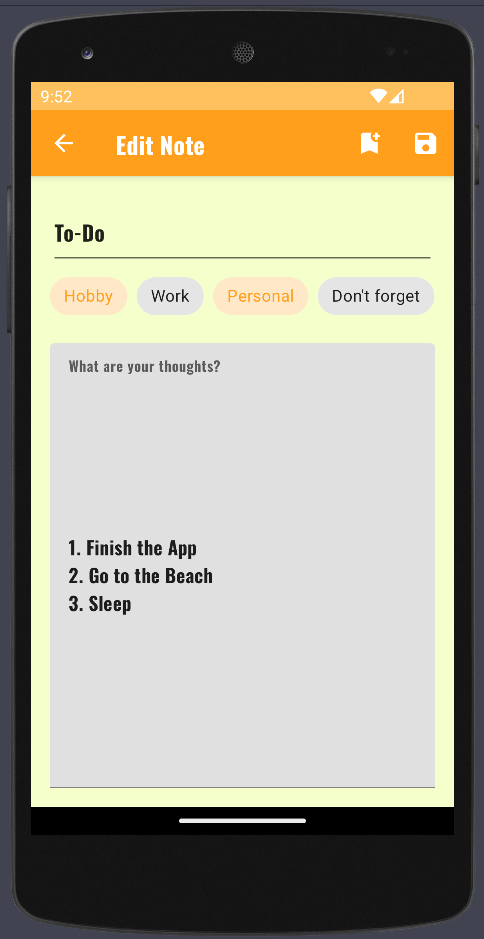 9:52
Edit Note
To-Do
Hobby Work Personal Don't forget
What are your thoughts?
1. Finish the App
2. Go to the Beach
3. Sleep